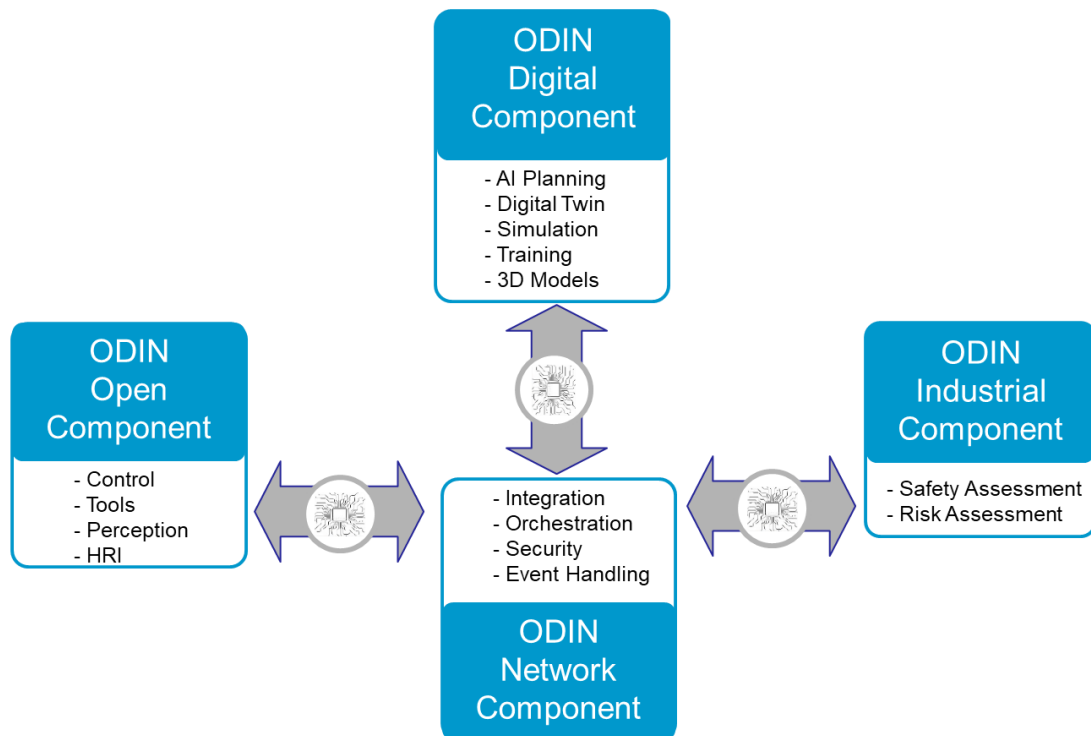 ODIN
Digital
Component
- AI Planning
- Digital Twin
- Simulation
- Training
- 3D Models
ODIN
Open
Component
- Control
- Tools
- Perception
- HRI
- Integration
- Orchestration
- Security
- Event Handling
ODIN
Network
Component
ODIN
Industrial
Component
- Safety Assessment
- Risk Assessment